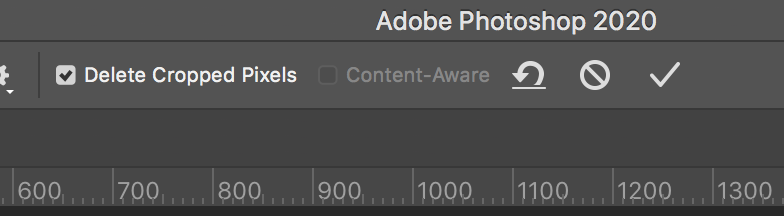 Adobe Photoshop 2020
Delete Cropped Pixels Content-Aware
600 700 800 900 1000 1100 1200 1300